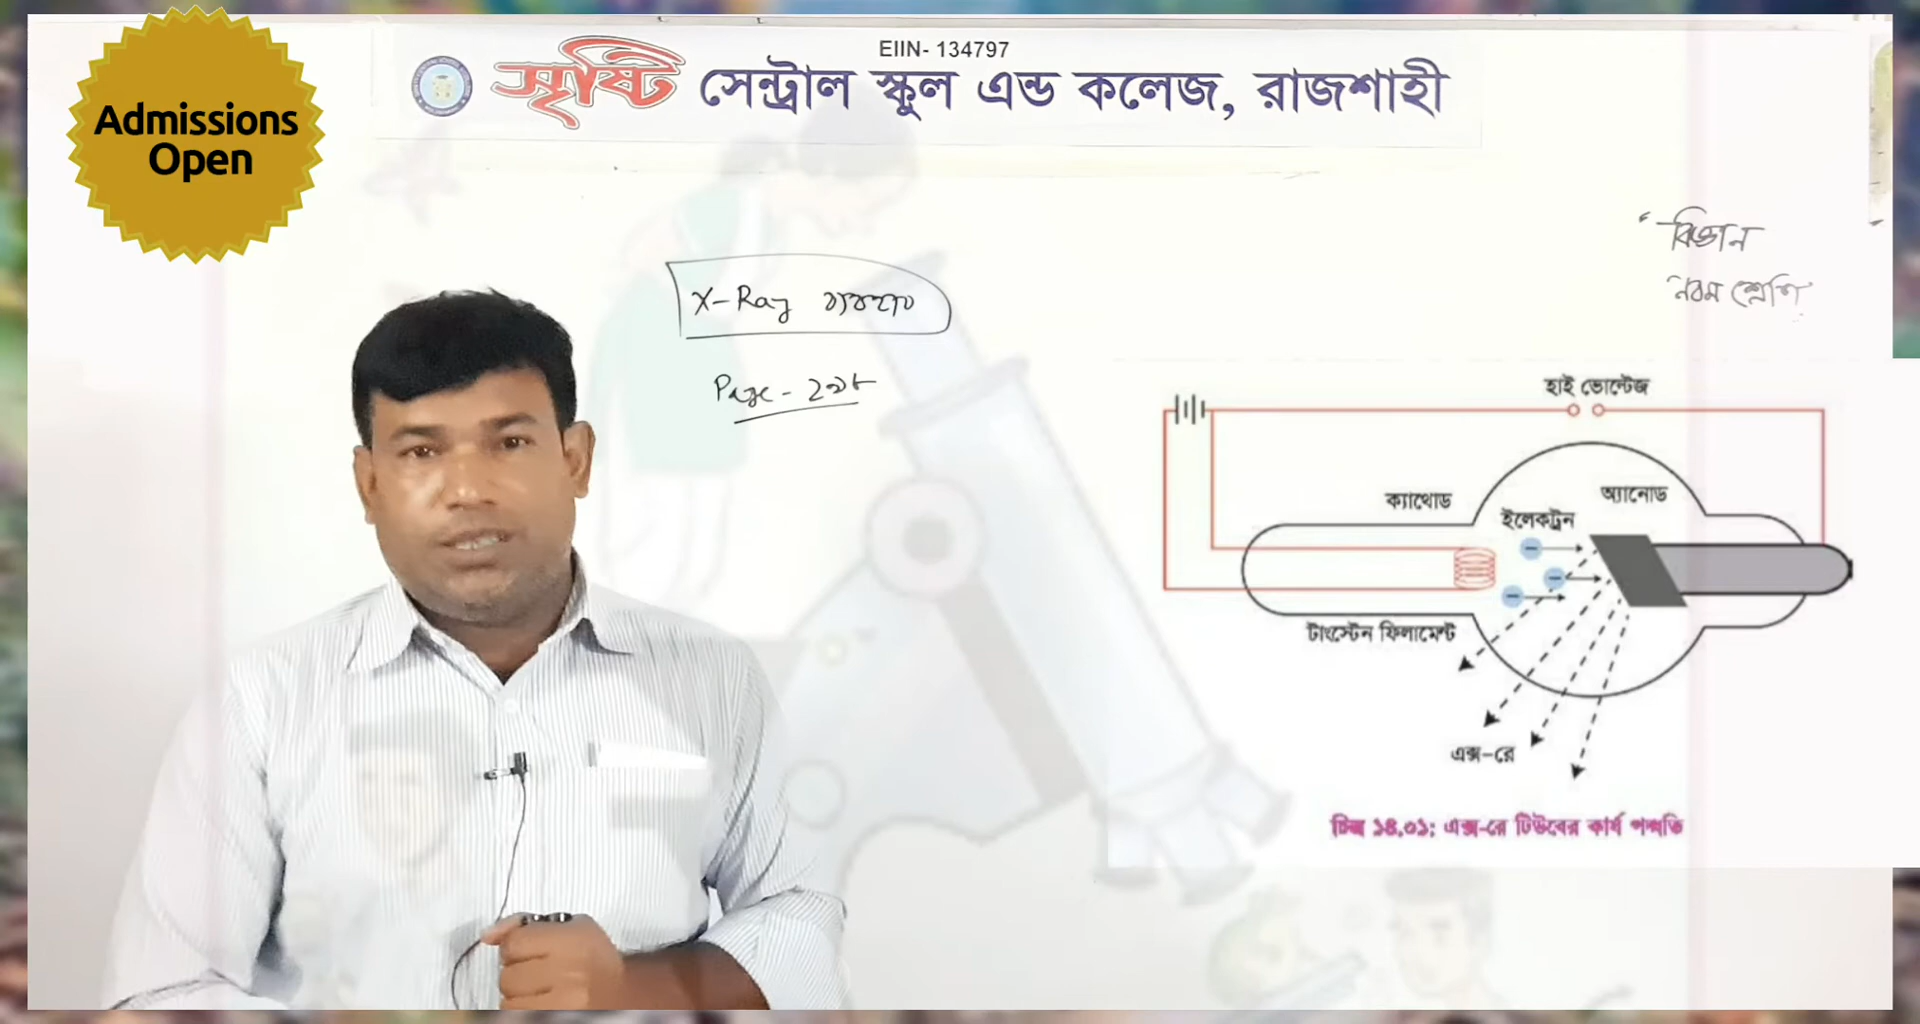 Admissions
Open
EIIN- 134797
সৃষ্টি সেন্ট্রাল স্কুল এন্ড কলেজ, রাজশাহী
বিজ্ঞান
নবম শ্রেণি
X-Ray ব্যবহার
Page - ২৯৮
হাই ভোল্টেজ
ক্যাথোড
অ্যানোড
ইলেকট্রন
টাংস্টেন ফিলামেন্ট
এক্স-রে
চিত্র ১৪.০১: এক্স-রে টিউবের কার্য পদ্ধতি